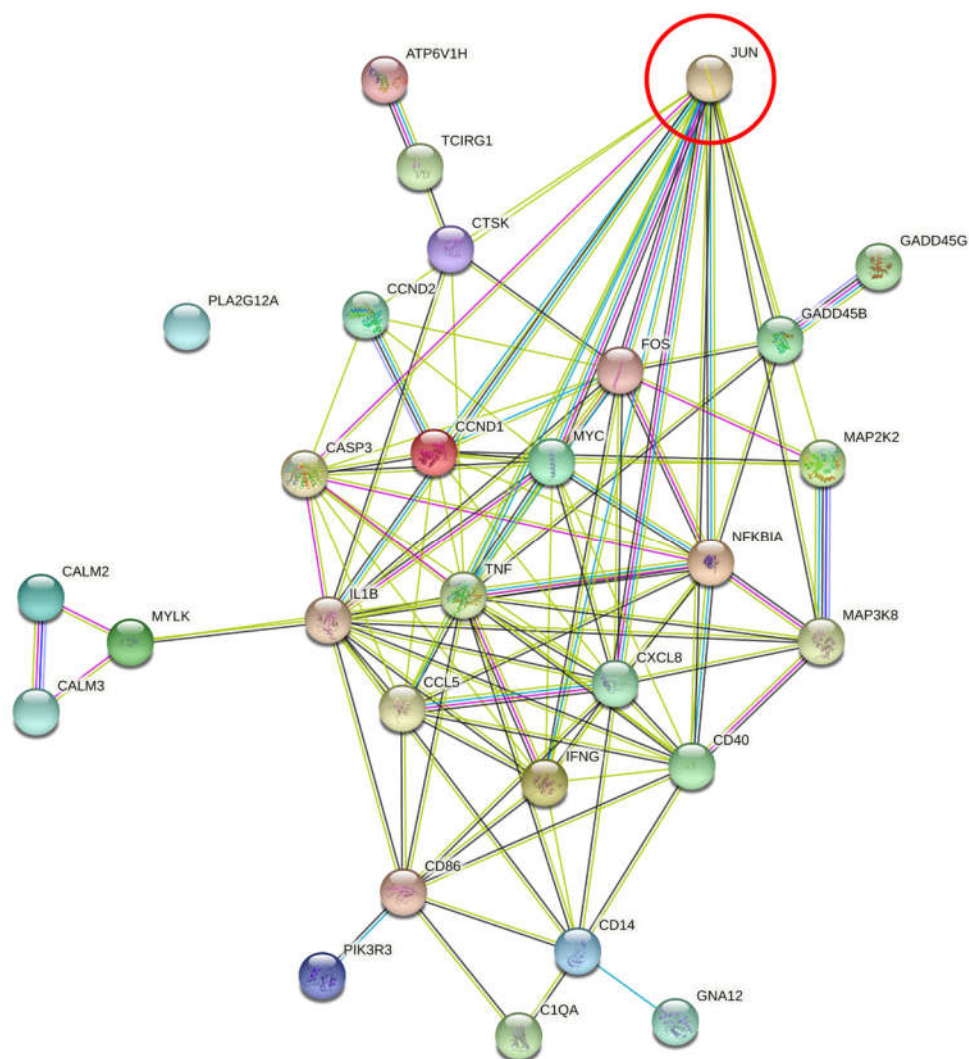 JUN
ATP6V1H
TCIRG1
CTSK
GADD45G
CCND2
PLA2G12A
GADD45B
FOS
CCND1
MYC
MAP2K2
CASP3
NFKBIA
TNF
CALM2
IL1B
MYLK
MAP3K8
CXCL8
CCL5
CALM3
CD40
IFNG
CD86
CD14
PIK3R3
GNA12
C1QA